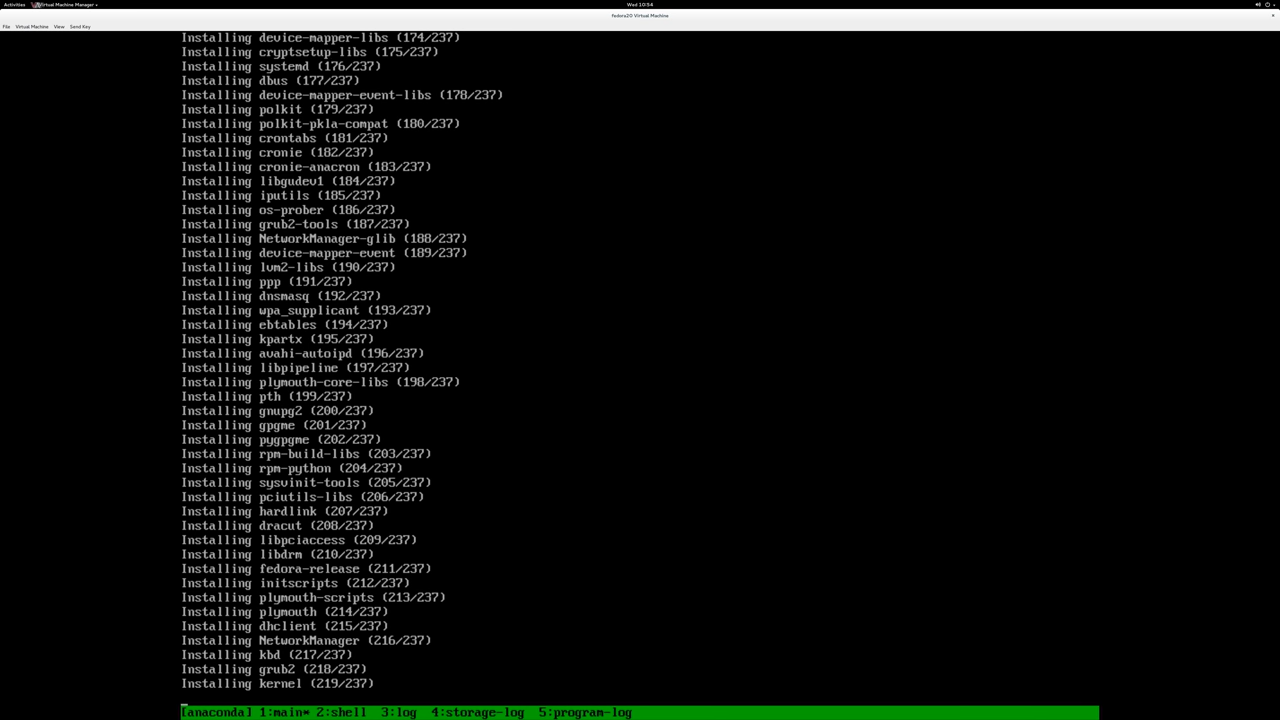 Activities Virtual Machine Manager Wed 10:54
Fedora20 Virtual Machine
File Virtual Machine View Send Key
Installing device-mapper-libs (174/237)
Installing cryptsetup-libs (175/237)
Installing systemd (176/237)
Installing dbus (177/237)
Installing device-mapper-event-libs (178/237)
Installing polkit (179/237)
Installing polkit-pkla-compat (180/237)
Installing crontabs (181/237)
Installing cronie (182/237)
Installing cronie-anacron (183/237)
Installing libgudev1 (184/237)
Installing iputils (185/237)
Installing os-prober (186/237)
Installing grub2-tools (187/237)
Installing NetworkManager-glib (188/237)
Installing device-mapper-event (189/237)
Installing lvm2-libs (190/237)
Installing ppp (191/237)
Installing dnsmasq (192/237)
Installing wpa_supplicant (193/237)
Installing ebtables (194/237)
Installing kpartx (195/237)
Installing avahi-autoipd (196/237)
Installing libpipeline (197/237)
Installing plymouth-core-libs (198/237)
Installing pth (199/237)
Installing gnupg2 (200/237)
Installing gpgme (201/237)
Installing pygpgme (202/237)
Installing rpm-build-libs (203/237)
Installing rpm-python (204/237)
Installing sysvinit-tools (205/237)
Installing pciutils-libs (206/237)
Installing hardlink (207/237)
Installing dracut (208/237)
Installing libpciaccess (209/237)
Installing libdrm (210/237)
Installing fedora-release (211/237)
Installing initscripts (212/237)
Installing plymouth-scripts (213/237)
Installing plymouth (214/237)
Installing dhclient (215/237)
Installing NetworkManager (216/237)
Installing kbd (217/237)
Installing grub2 (218/237)
Installing kernel (219/237)
[anaconda] 1:main* 2:shell  3:log  4:storage-log  5:program-log